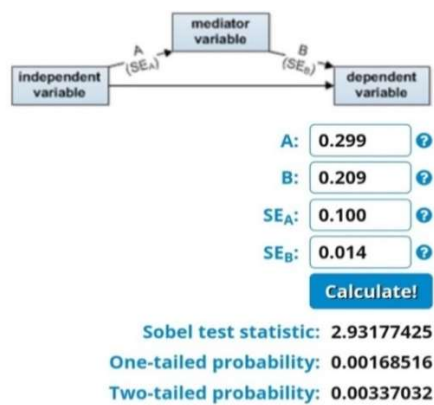 mediator
variable
A
(SEA)
B
(SEB)
independent
variable
dependent
variable
A: 0.299 ?
B: 0.209 ?
SEA: 0.100 ?
SEB: 0.014 ?
Calculate!
Sobel test statistic: 2.93177425
One-tailed probability: 0.00168516
Two-tailed probability: 0.00337032